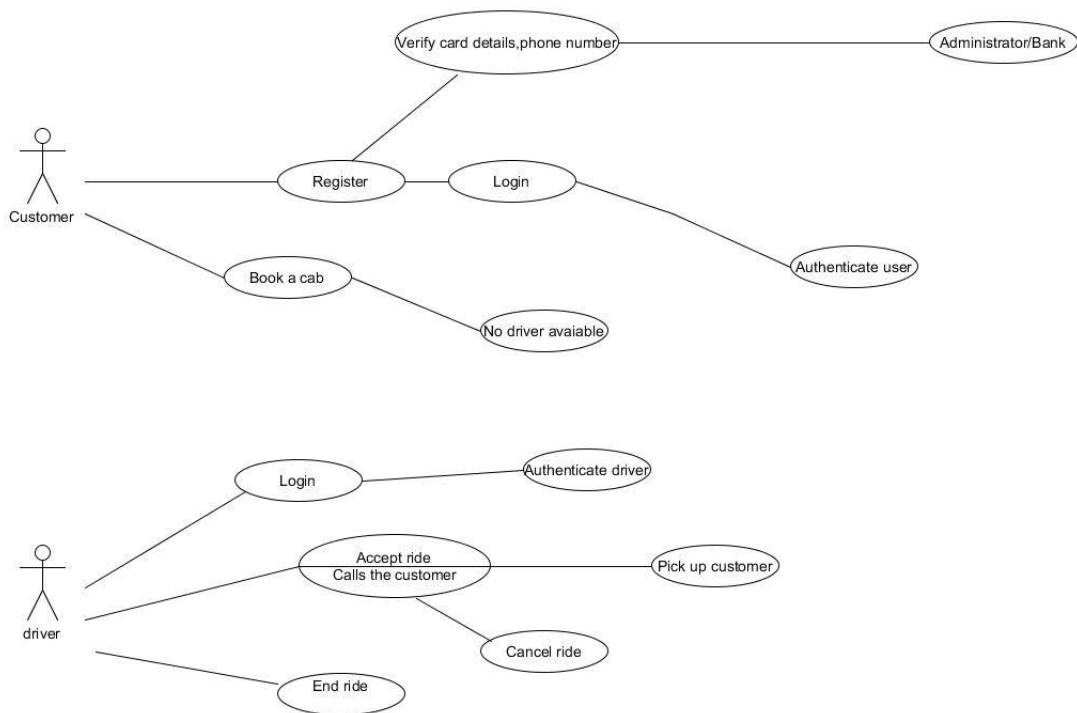 Verify card details,phone number
Administrator/Bank
Customer
Register
Login
Authenticate user
Book a cab
No driver avaiable
Login
Authenticate driver
Accept ride
Calls the customer
Pick up customer
driver
Cancel ride
End ride